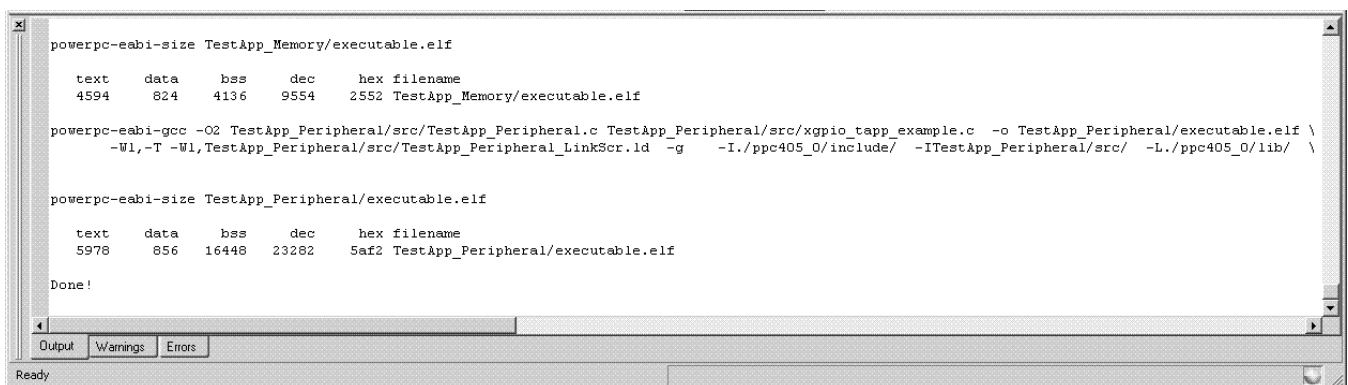 powerpc-eabi-size TestApp_Memory/executable.elf
text data bss dec hex filename
4594 824 4136 9554 2552 TestApp_Memory/executable.elf
powerpc-eabi-gcc -O2 TestApp_Peripheral/src/TestApp_Peripheral.c TestApp_Peripheral/src/xgpio_tapp_example.c -o TestApp_Peripheral/executable.elf \
-Wl,-T -Wl,TestApp_Peripheral/src/TestApp_Peripheral_LinkScr.ld -g -I./ppc405_0/include/ -ITestApp_Peripheral/src/ -L./ppc405_0/lib/ \
powerpc-eabi-size TestApp_Peripheral/executable.elf
text data bss dec hex filename
5978 856 16448 23282 5af2 TestApp_Peripheral/executable.elf
Done!
Output Warnings Errors
Ready